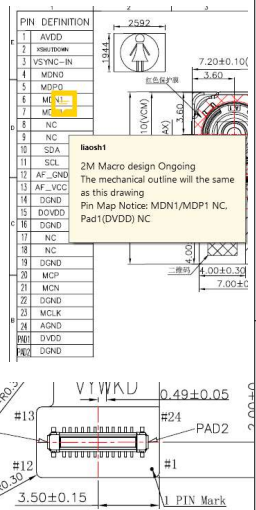 PIN DEFINITION
1 AVDD
2 XSHUTDOWN
3 VSYNC-IN
4 MDN0
5 MDP0
6 MDN1
7
8 NC
9 NC
10 SDA
11 SCL
12 AF_GND
13 AF_VCC
14 DGND
15 DOVDD
16 DGND
17 NC
18 NC
19 DGND
20 MCP
21 MCN
22 DGND
23 MCLK
24 AGND
PAD1 DVDD
PAD2 DGND
2592
1944
7.20±0.10(
3.60
红色保护膜
3.60
10(VCM)
AX)
liaosh1
2M Macro design Ongoing
The mechanical outline will the same
as this drawing
Pin Map Notice: MDN1/MDP1 NC,
Pad1(DVDD) NC
4.00
二维码
4.00±0.30
7.00±0
VYWKD
0.49±0.05
#13
#24
PAD2
#12
#1
3.50±0.15
1 PIN Mark